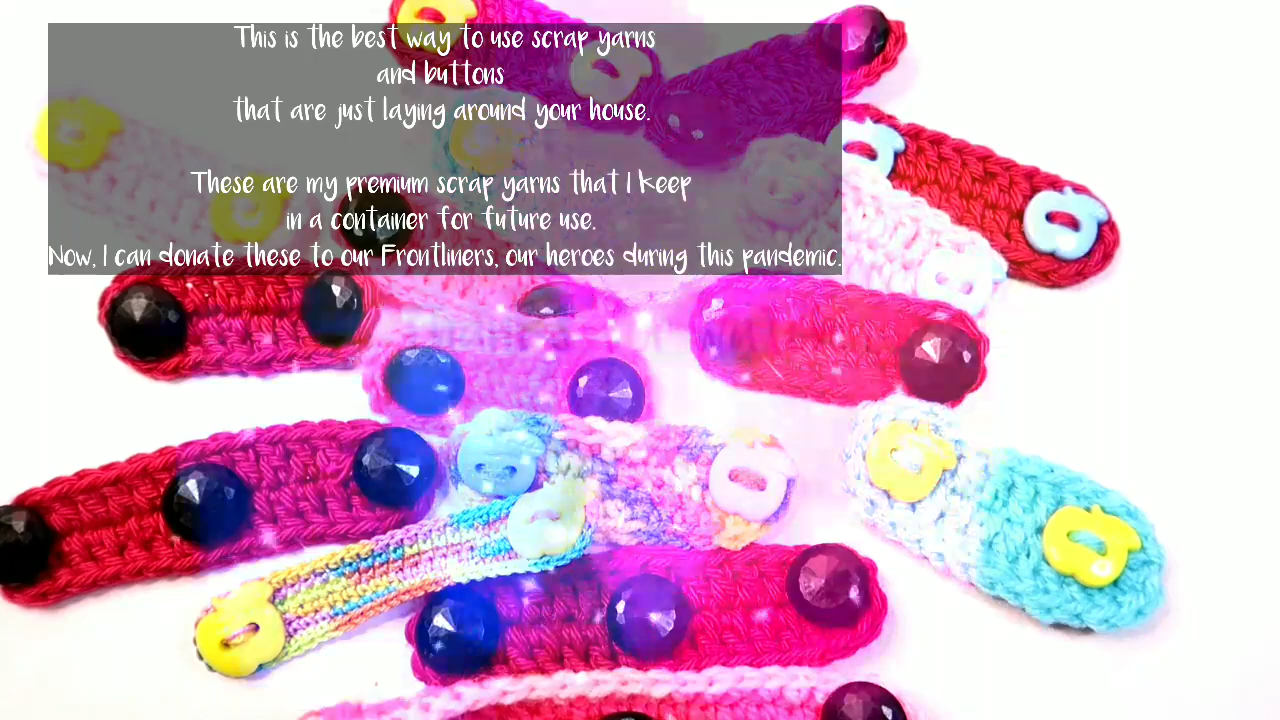 This is the best way to use scrap yarns
and buttons
that are just laying around your house.
These are my premium scrap yarns that I keep
in a container for future use.
Now, I can donate these to our Frontliners, our heroes during this pandemic.